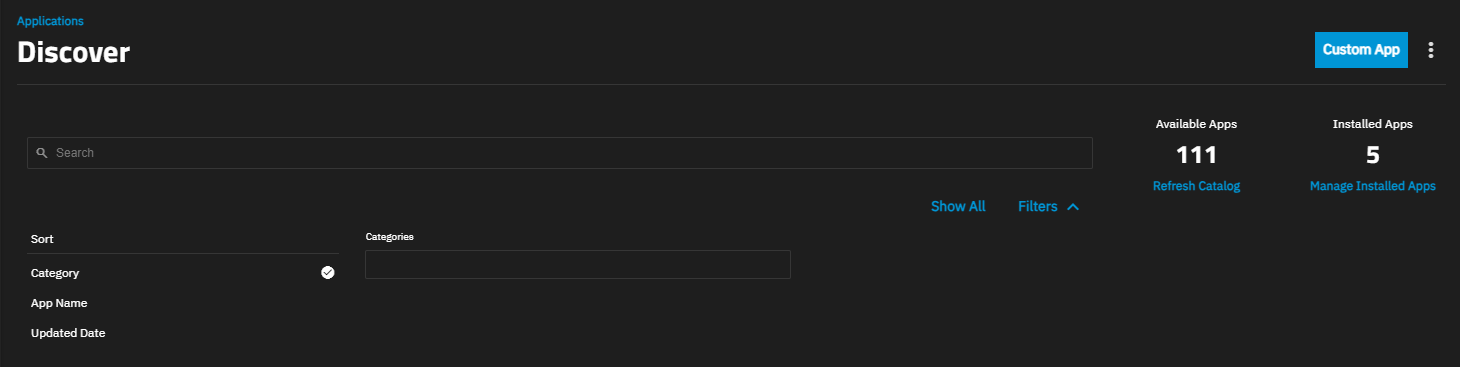 Applications
Discover
Custom App
Search
Available Apps
111
Refresh Catalog
Installed Apps
5
Manage Installed Apps
Show All
Filters
Sort
Category
App Name
Updated Date
Categories